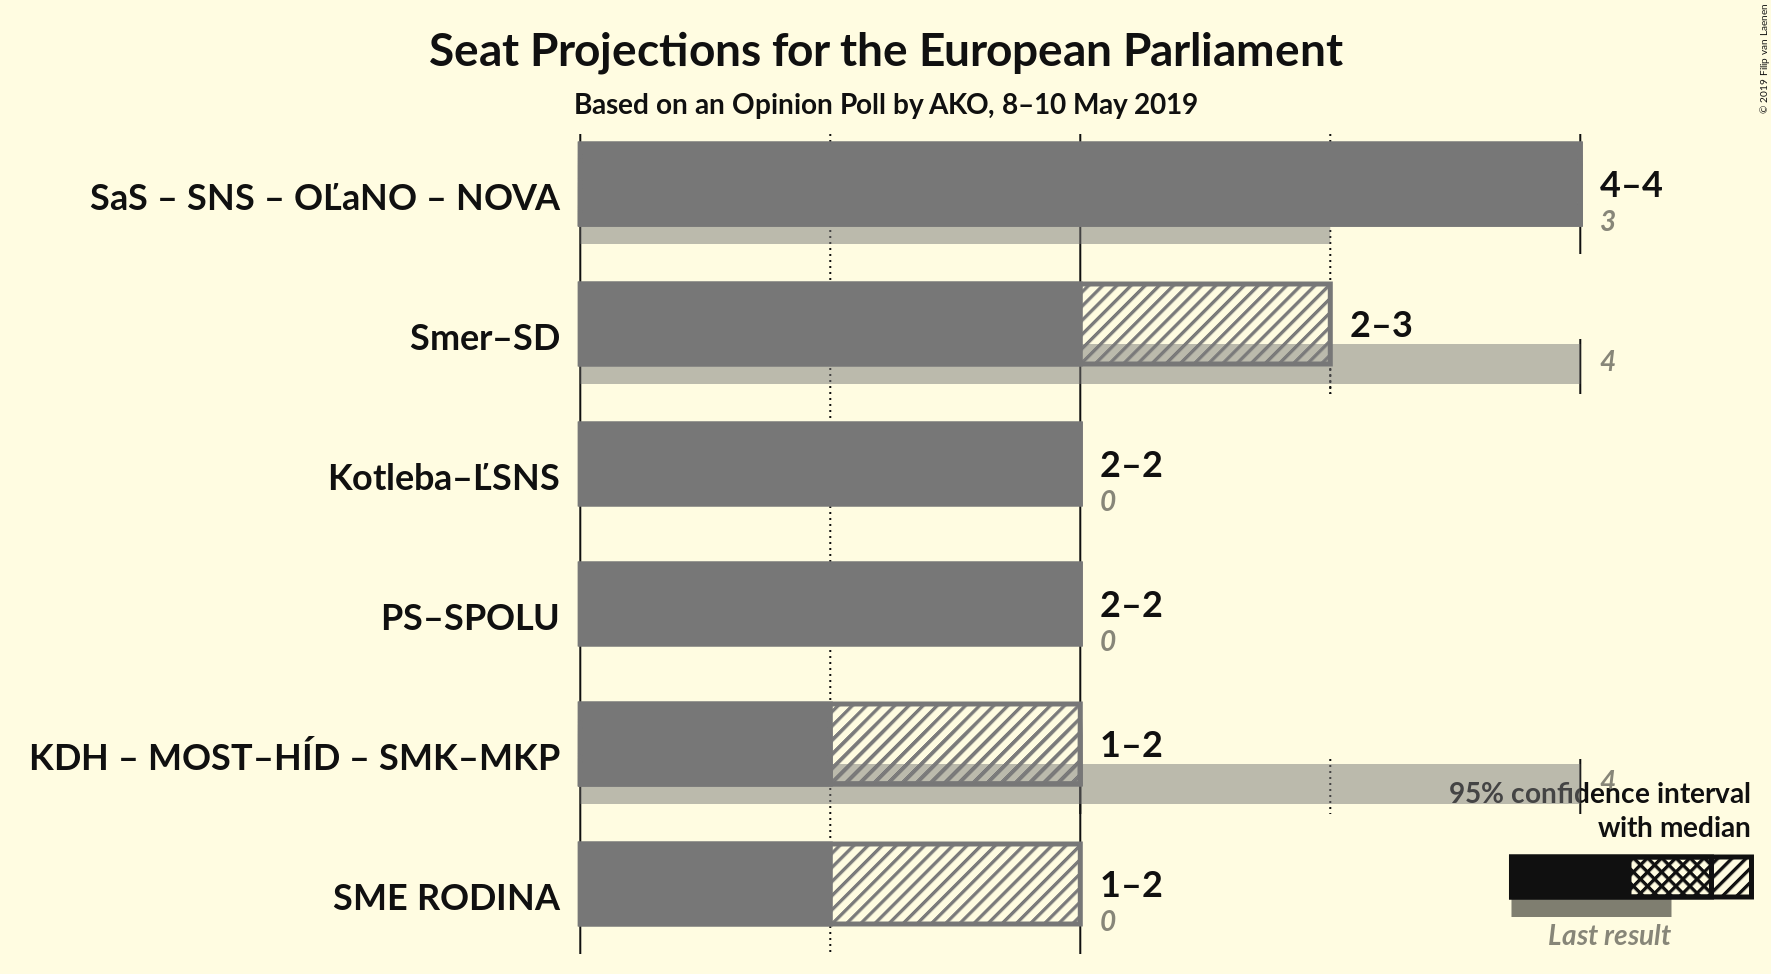 Seat Projections for the European Parliament
Based on an Opinion Poll by AKO, 8–10 May 2019
© 2019 Filip van Laenen
SaS – SNS – OĽaNO – NOVA
4–4
3
Smer–SD
2–3
4
Kotleba–ĽSNS
2–2
0
PS–SPOLU
2–2
0
KDH – MOST–HÍD – SMK–MKP
1–2
4
SME RODINA
1–2
0
95% confidence interval
with median
Last result